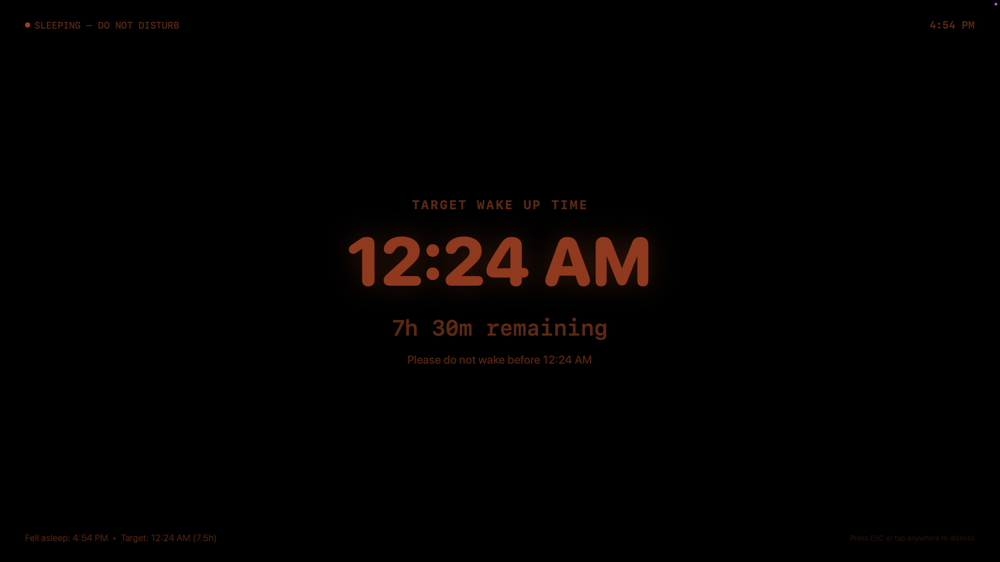 SLEEPING — DO NOT DISTURB
4:54 PM
TARGET WAKE UP TIME
12:24 AM
7h 30m remaining
Please do not wake before 12:24 AM
Fell asleep: 4:54 PM • Target: 12:24 AM (7.5h)
Press ESC or tap anywhere to dismiss